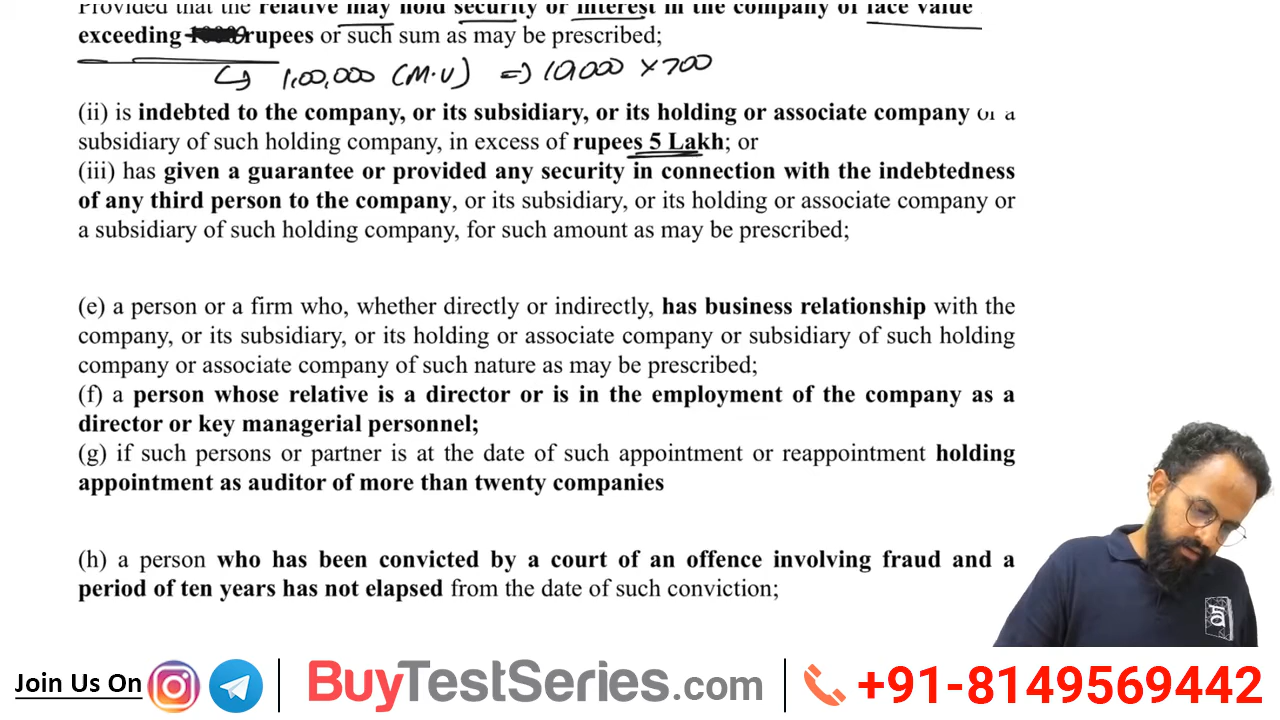 Provided that the relative may hold security or interest in the company of face value
exceeding rupees or such sum as may be prescribed;
1,00,000 (M.V) ⇒ 10,000 × 700
(ii) is indebted to the company, or its subsidiary, or its holding or associate company or a
subsidiary of such holding company, in excess of rupees 5 Lakh; or
(iii) has given a guarantee or provided any security in connection with the indebtedness
of any third person to the company, or its subsidiary, or its holding or associate company or
a subsidiary of such holding company, for such amount as may be prescribed;
(e) a person or a firm who, whether directly or indirectly, has business relationship with the
company, or its subsidiary, or its holding or associate company or subsidiary of such holding
company or associate company of such nature as may be prescribed;
(f) a person whose relative is a director or is in the employment of the company as a
director or key managerial personnel;
(g) if such persons or partner is at the date of such appointment or reappointment holding
appointment as auditor of more than twenty companies
(h) a person who has been convicted by a court of an offence involving fraud and a
period of ten years has not elapsed from the date of such conviction;
Join Us On
BuyTestSeries.com
+91-8149569442